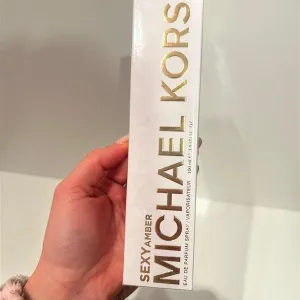 SEXY AMBER
MICHAEL KORS
EAU DE PARFUM SPRAY / VAPORISATEUR